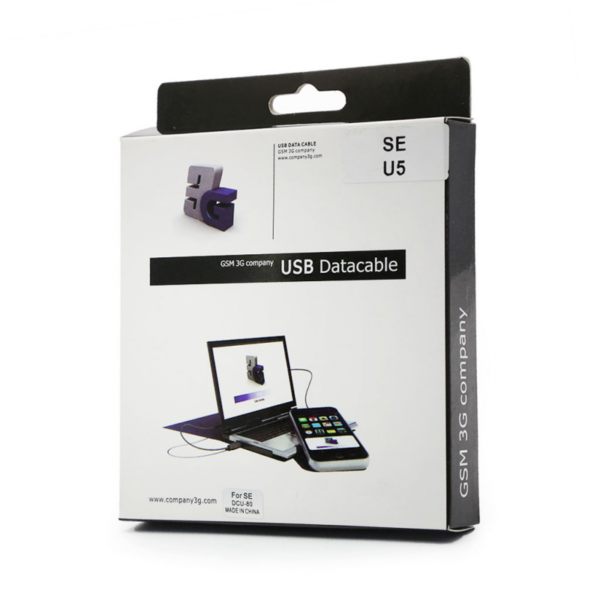 USB DATA CABLE
GSM 3G company
www.company3g.com
SE
U5
3G
GSM 3G company USB Datacable
GSM 3G company
www.company3g.com
For SE
DCU-65
MADE IN CHINA